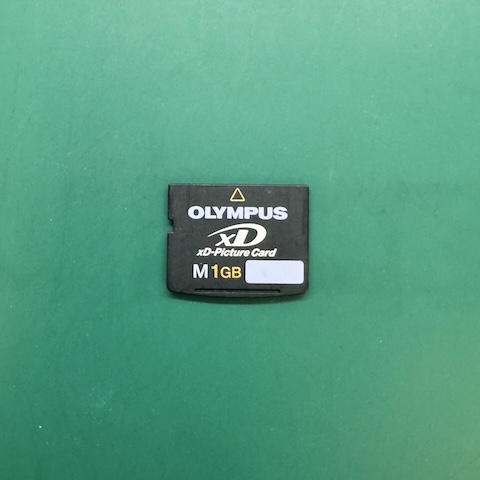 OLYMPUS
xD
xD-Picture Card
M 1GB